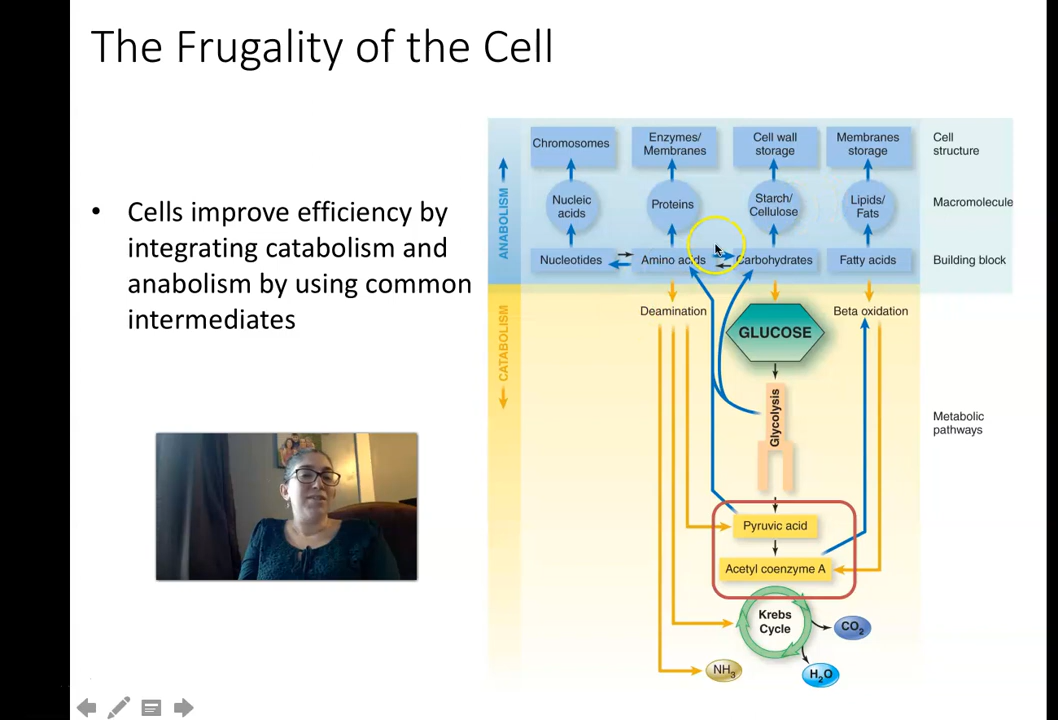 The Frugality of the Cell
• Cells improve efficiency by
integrating catabolism and
anabolism by using common
intermediates
ANABOLISM
CATABOLISM
Chromosomes
Enzymes/
Membranes
Cell wall
storage
Membranes
storage
Cell
structure
Nucleic
acids
Proteins
Starch/
Cellulose
Lipids/
Fats
Macromolecule
Nucleotides
Amino acids
Carbohydrates
Fatty acids
Building block
Deamination
GLUCOSE
Beta oxidation
Glycolysis
Metabolic
pathways
Pyruvic acid
Acetyl coenzyme A
Krebs
Cycle
CO₂
NH₃
H₂O